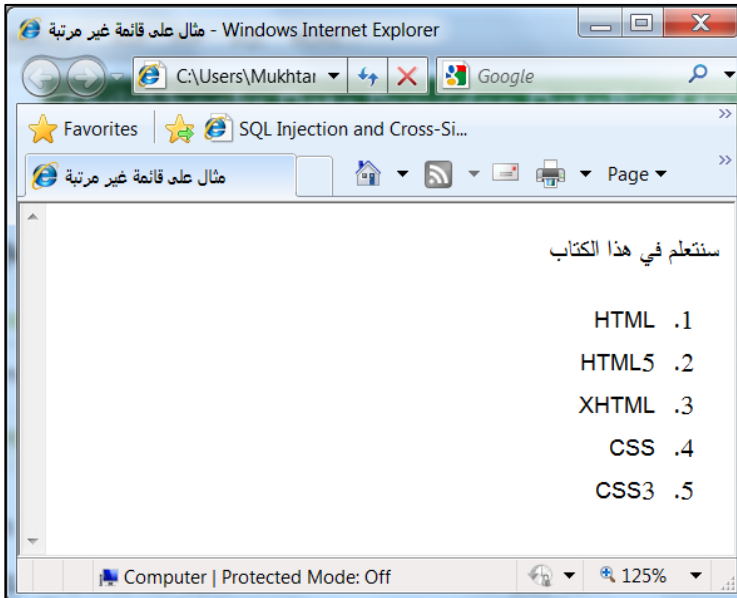 مثال على قائمة غير مرتبة - Windows Internet Explorer
C:\Users\Mukhtar
Google
Favorites SQL Injection and Cross-Si...
مثال على قائمة غير مرتبة
Page
سنتعلم في هذا الكتاب
1. HTML
2. HTML5
3. XHTML
4. CSS
5. CSS3
Computer | Protected Mode: Off 125%